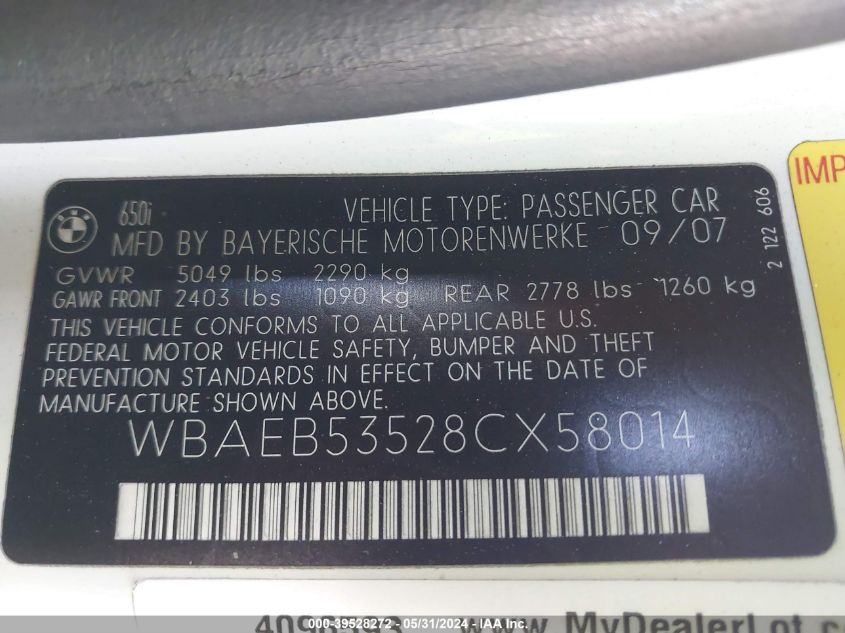 BMW
650i
VEHICLE TYPE: PASSENGER CAR
MFD BY BAYERISCHE MOTORENWERKE 09/07
GVWR 5049 lbs 2290 kg
GAWR FRONT 2403 lbs 1090 kg REAR 2778 lbs 1260 kg
THIS VEHICLE CONFORMS TO ALL APPLICABLE U.S.
FEDERAL MOTOR VEHICLE SAFETY, BUMPER AND THEFT
PREVENTION STANDARDS IN EFFECT ON THE DATE OF
MANUFACTURE SHOWN ABOVE.
WBAEB53528CX58014
2 122 606
IMP
www.MyDealerLot.c
000-39528272 - 05/31/2024 - IAA Inc.